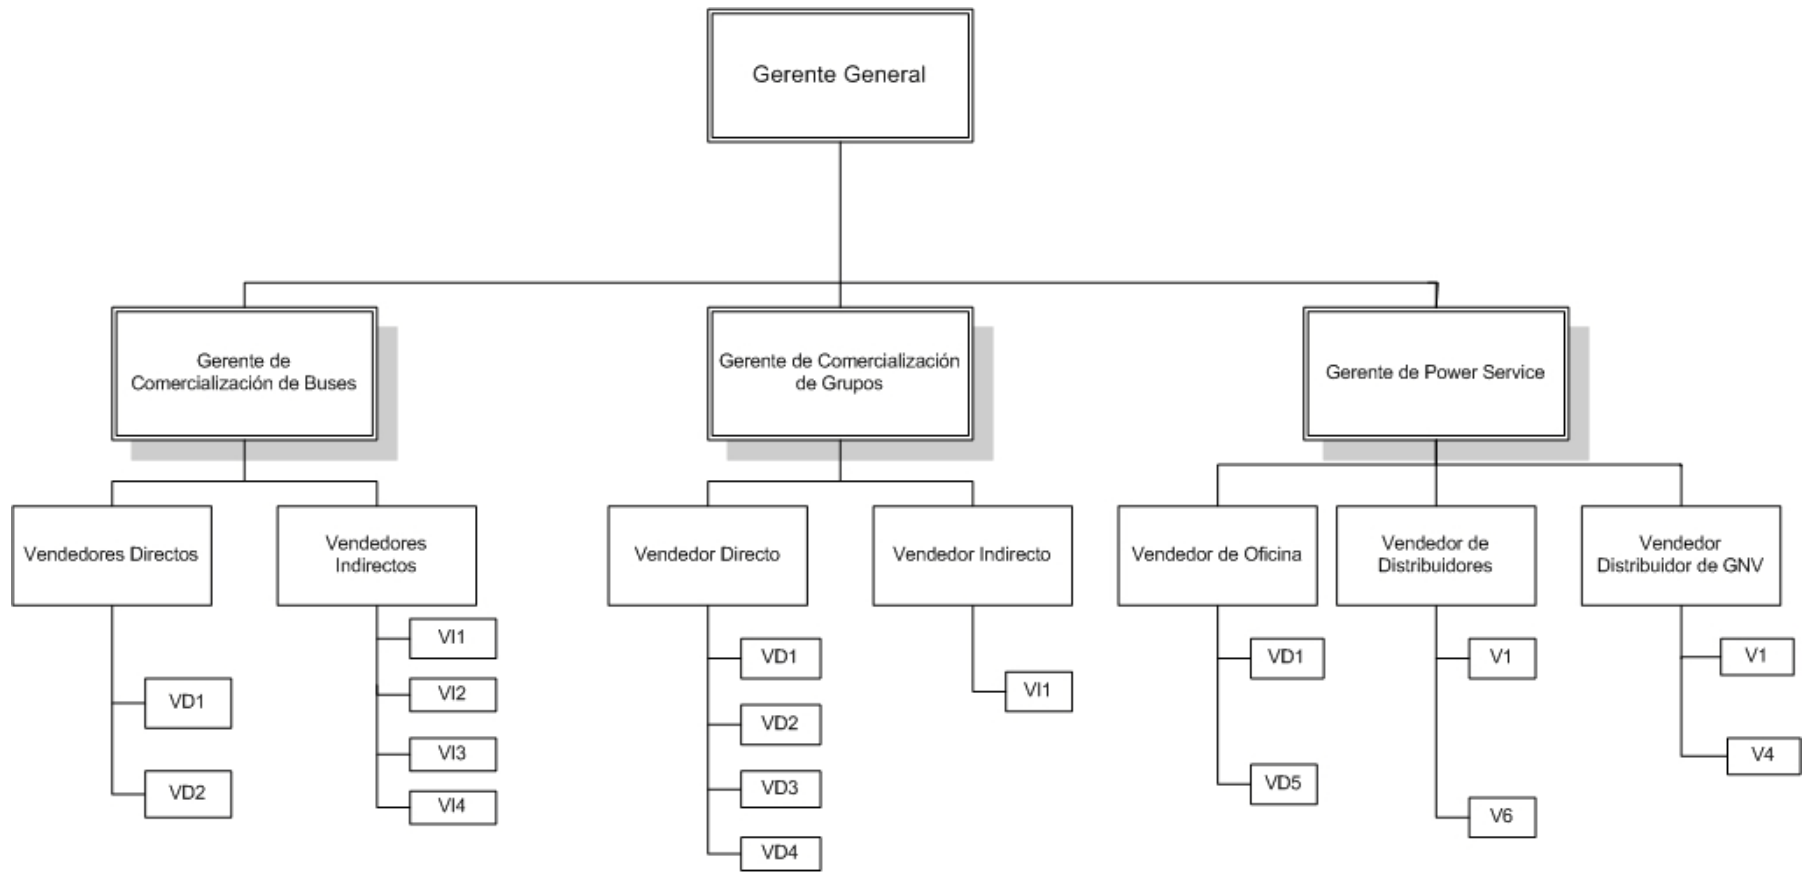 Gerente General
Gerente de
Comercialización de Buses
Gerente de Comercialización
de Grupos
Gerente de Power Service
Vendedores Directos
Vendedores
Indirectos
Vendedor Directo
Vendedor Indirecto
Vendedor de Oficina
Vendedor de
Distribuidores
Vendedor
Distribuidor de GNV
VD1
VD2
VI1
VI2
VI3
VI4
VD1
VD2
VD3
VD4
VI1
VD1
VD5
V1
V6
V1
V4